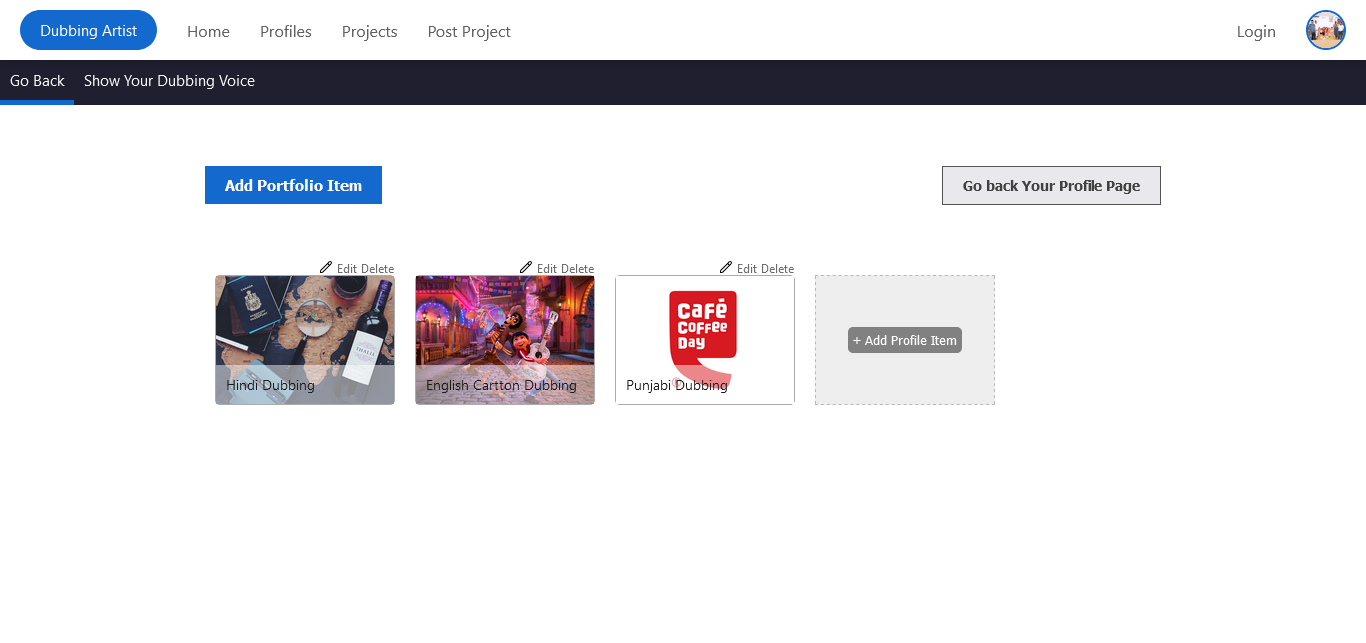 Dubbing Artist Home Profiles Projects Post Project Login
Go Back Show Your Dubbing Voice
Add Portfolio Item Go back Your Profile Page
Edit Delete Edit Delete Edit Delete
Café
Coffee
Day
THALIL
+ Add Profile Item
Hindi Dubbing English Cartton Dubbing Punjabi Dubbing